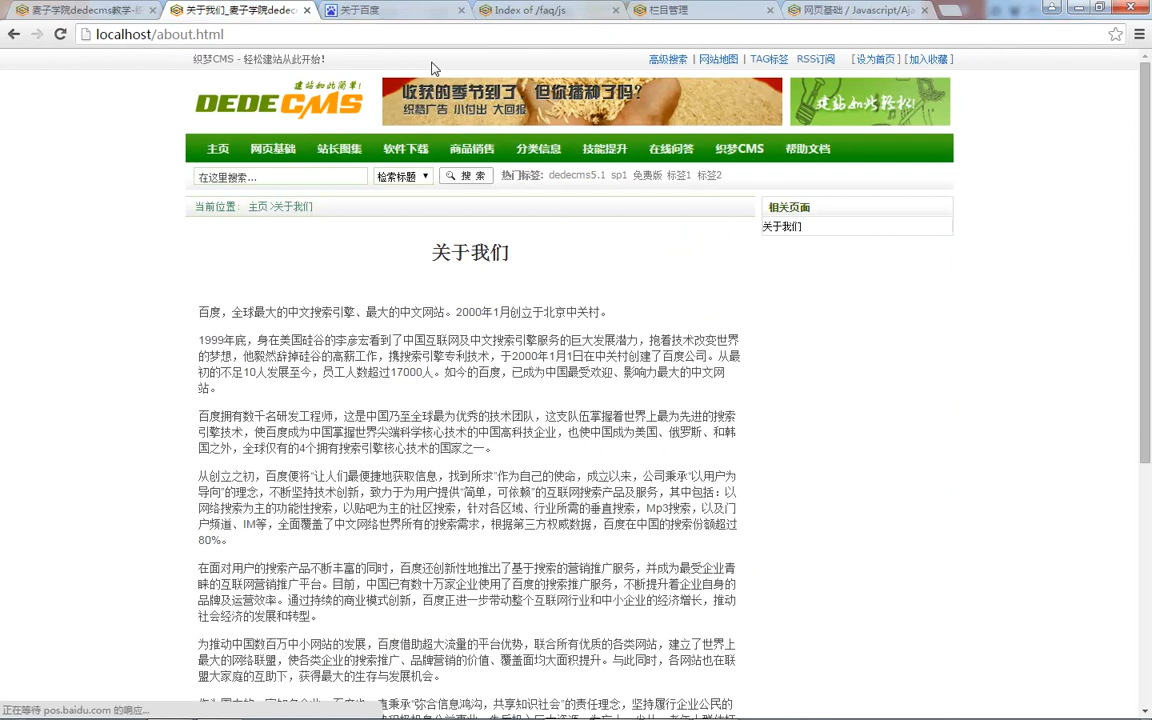 麦子学院dedecms教学-织
关于我们_麦子学院dedec
关于百度
Index of /faq/js
栏目管理
网页基础 / Javascript/Aja
localhost/about.html
织梦CMS - 轻松建站从此开始！
高级搜索 | 网站地图 | TAG标签 RSS订阅 [设为首页] [加入收藏]
建站如此简单!
DEDECMS
收获的季节到了，但你播种了吗?
织梦广告 小付出 大回报
建站如此轻松!
主页 网页基础 站长图集 软件下载 商品销售 分类信息 技能提升 在线问答 织梦CMS 帮助文档
在这里搜索... 检索标题 搜 索 热门标签: dedecms5.1 sp1 免费版 标签1 标签2
当前位置: 主页>关于我们
相关页面
关于我们
关于我们
百度，全球最大的中文搜索引擎、最大的中文网站。2000年1月创立于北京中关村。
1999年底，身在美国硅谷的李彦宏看到了中国互联网及中文搜索引擎服务的巨大发展潜力，抱着技术改变世界
的梦想，他毅然辞掉硅谷的高薪工作，携搜索引擎专利技术，于2000年1月1日在中关村创建了百度公司。从最
初的不足10人发展至今，员工人数超过17000人。如今的百度，已成为中国最受欢迎、影响力最大的中文网
站。
百度拥有数千名研发工程师，这是中国乃至全球最为优秀的技术团队，这支队伍掌握着世界上最为先进的搜索
引擎技术，使百度成为中国掌握世界尖端科学核心技术的中国高科技企业，也使中国成为美国、俄罗斯、和韩
国之外，全球仅有的4个拥有搜索引擎核心技术的国家之一。
从创立之初，百度便将“让人们最便捷地获取信息，找到所求”作为自己的使命，成立以来，公司秉承“以用户为
导向”的理念，不断坚持技术创新，致力于为用户提供“简单，可依赖”的互联网搜索产品及服务，其中包括：以
网络搜索为主的功能性搜索，以贴吧为主的社区搜索，针对各区域、行业所需的垂直搜索，Mp3搜索，以及门
户频道、IM等，全面覆盖了中文网络世界所有的搜索需求，根据第三方权威数据，百度在中国的搜索份额超过
80%。
在面对用户的搜索产品不断丰富的同时，百度还创新性地推出了基于搜索的营销推广服务，并成为最受企业青
睐的互联网营销推广平台。目前，中国已有数十万家企业使用了百度的搜索推广服务，不断提升着企业自身的
品牌及运营效率。通过持续的商业模式创新，百度正进一步带动整个互联网行业和中小企业的经济增长，推动
社会经济的发展和转型。
为推动中国数百万中小网站的发展，百度借助超大流量的平台优势，联合所有优质的各类网站，建立了世界上
最大的网络联盟，使各类企业的搜索推广、品牌营销的价值、覆盖面均大面积提升。与此同时，各网站也在联
盟大家庭的互助下，获得最大的生存与发展机会。
直秉承“弥合信息鸿沟，共享知识社会”的责任理念，坚持履行企业公民的
正在等待 pos.baidu.com 的响应...